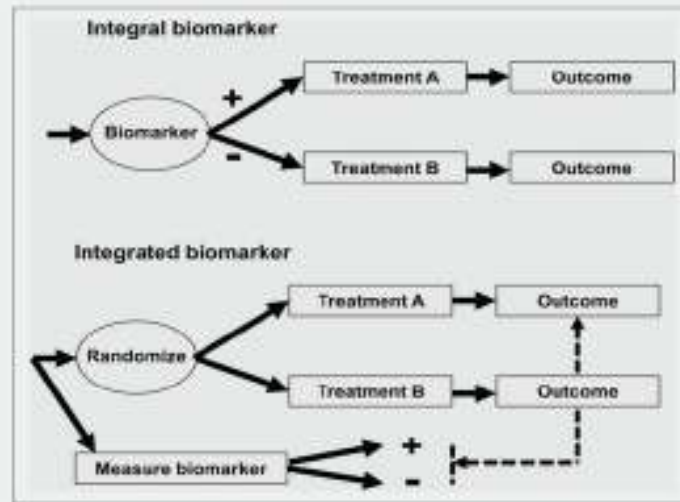 Integral biomarker
Treatment A
Outcome
+
Biomarker
-
Treatment B
Outcome
Integrated biomarker
Treatment A
Outcome
Randomize
Treatment B
Outcome
+
Measure biomarker
-